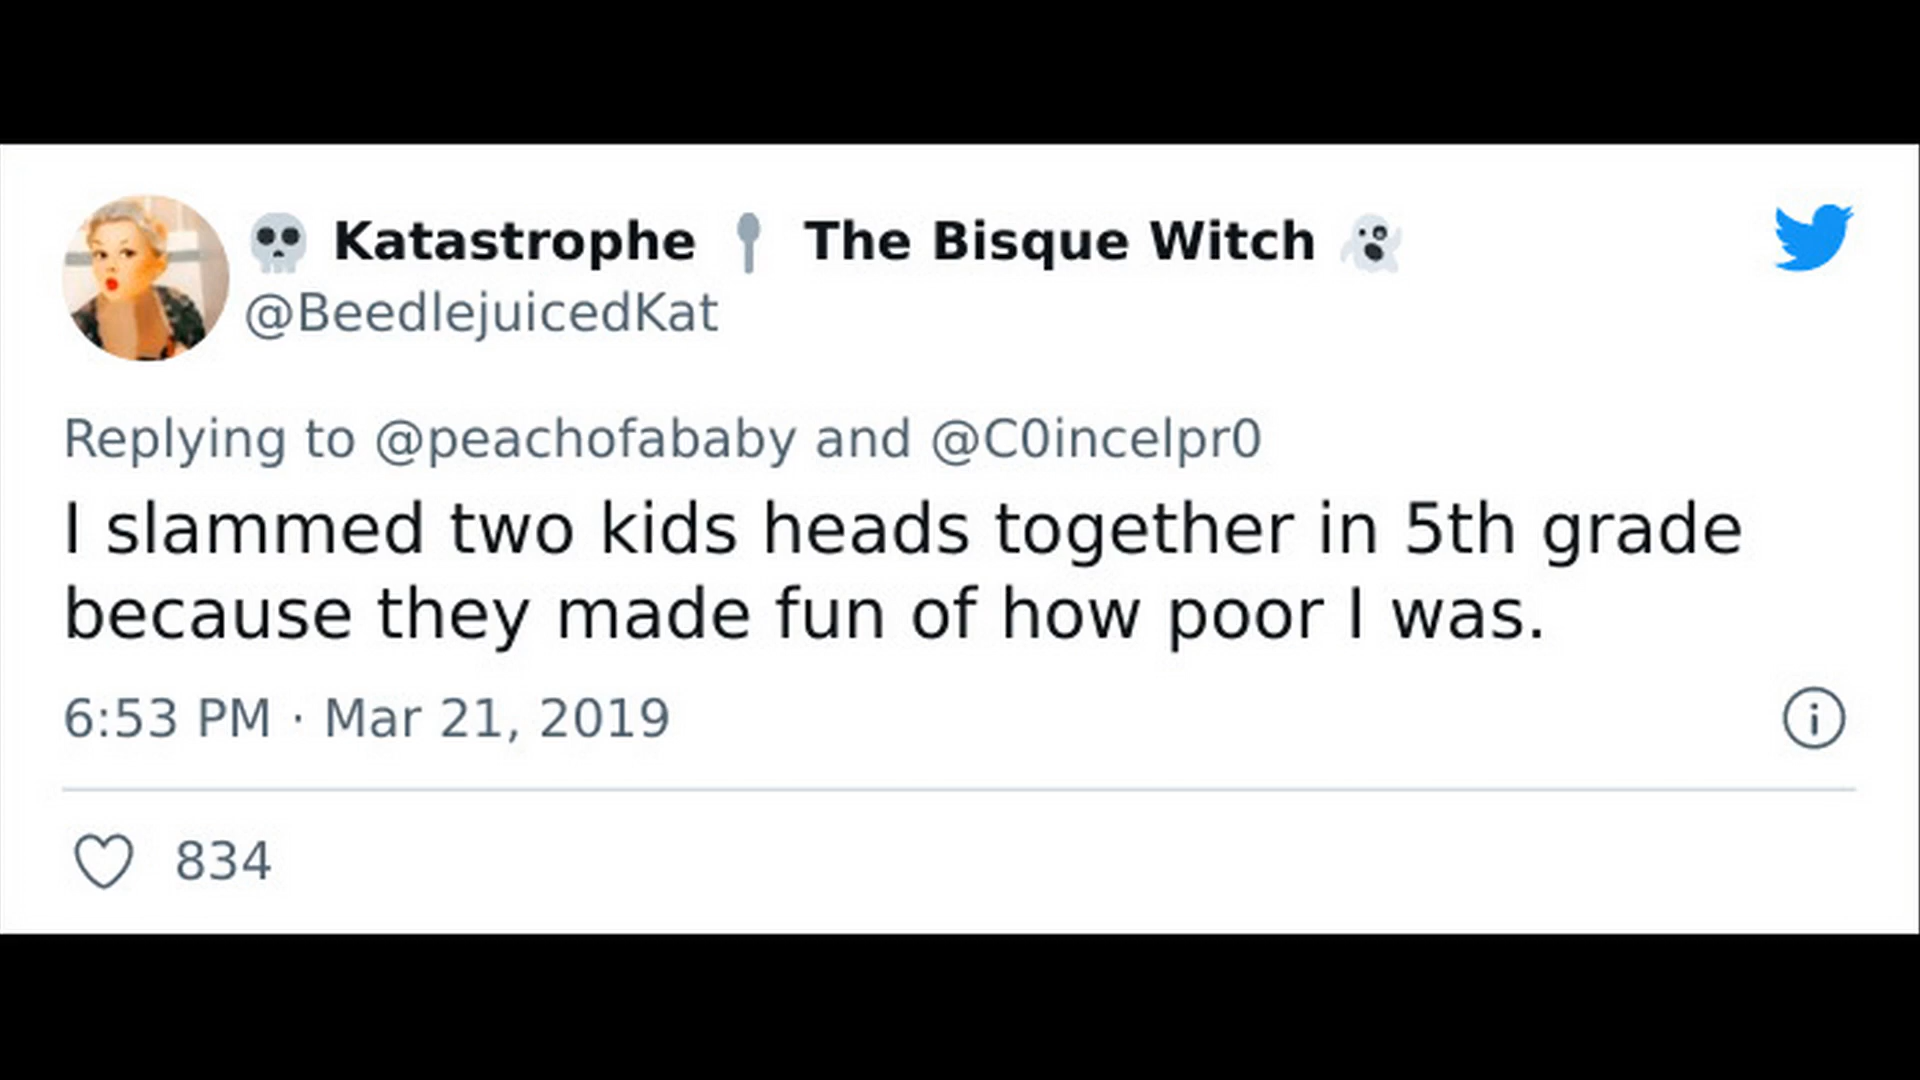 💀 Katastrophe 🥄 The Bisque Witch 👻
@BeedlejuicedKat
Replying to @peachofababy and @C0incelpr0
I slammed two kids heads together in 5th grade
because they made fun of how poor I was.
6:53 PM · Mar 21, 2019
834